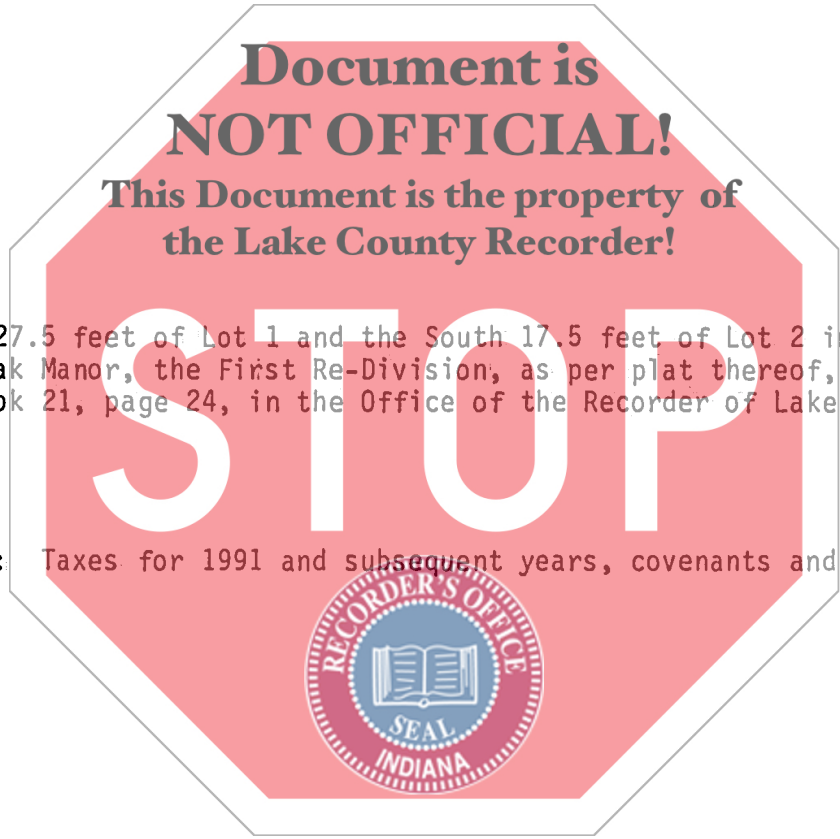 Document is
NOT OFFICIAL!
This Document is the property of
the Lake County Recorder!
27.5 feet of Lot 1 and the South 17.5 feet of Lot 2 i
ak Manor, the First Re-Division, as per plat thereof,
ok 21, page 24, in the Office of the Recorder of Lake
STOP
: Taxes for 1991 and subsequent years, covenants and
RECORDER'S OFFICE
SEAL
INDIANA